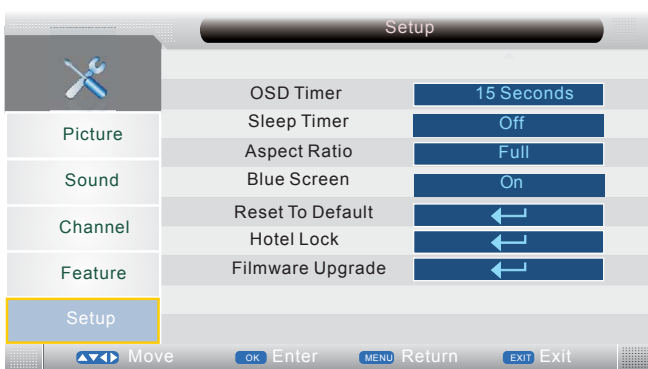 Setup
OSD Timer 15 Seconds
Sleep Timer Off
Picture
Aspect Ratio Full
Sound
Blue Screen On
Reset To Default
Channel
Hotel Lock
Feature
Filmware Upgrade
Setup
Move OK Enter MENU Return EXIT Exit